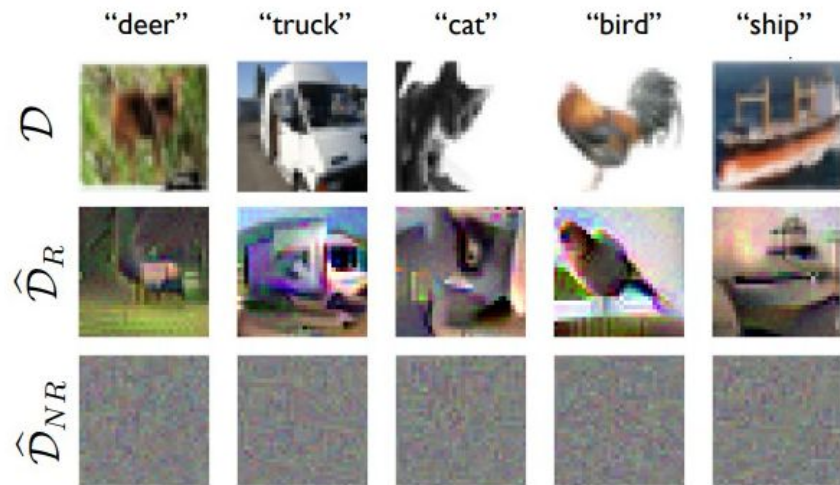 “deer” “truck” “cat” “bird” “ship”
𝒟
𝒟̂_R
𝒟̂_NR